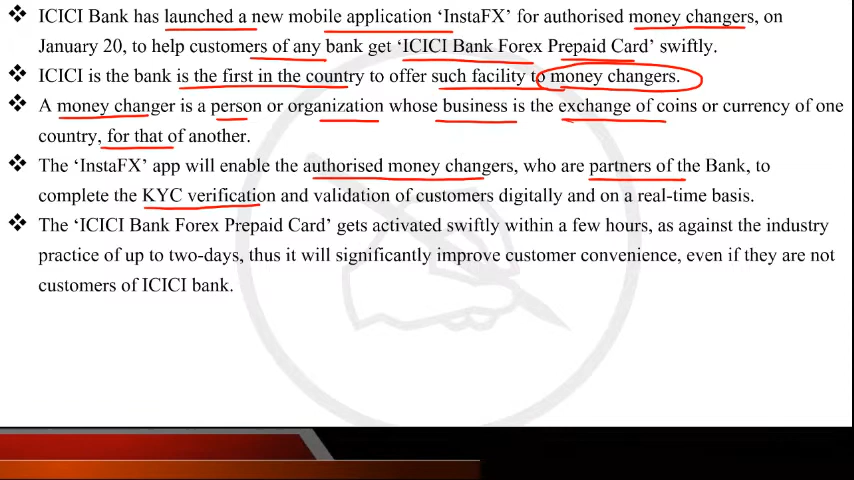 ❖ ICICI Bank has launched a new mobile application ‘InstaFX’ for authorised money changers, on
January 20, to help customers of any bank get ‘ICICI Bank Forex Prepaid Card’ swiftly.
❖ ICICI is the bank is the first in the country to offer such facility to money changers.
❖ A money changer is a person or organization whose business is the exchange of coins or currency of one
country, for that of another.
❖ The ‘InstaFX’ app will enable the authorised money changers, who are partners of the Bank, to
complete the KYC verification and validation of customers digitally and on a real-time basis.
❖ The ‘ICICI Bank Forex Prepaid Card’ gets activated swiftly within a few hours, as against the industry
practice of up to two-days, thus it will significantly improve customer convenience, even if they are not
customers of ICICI bank.